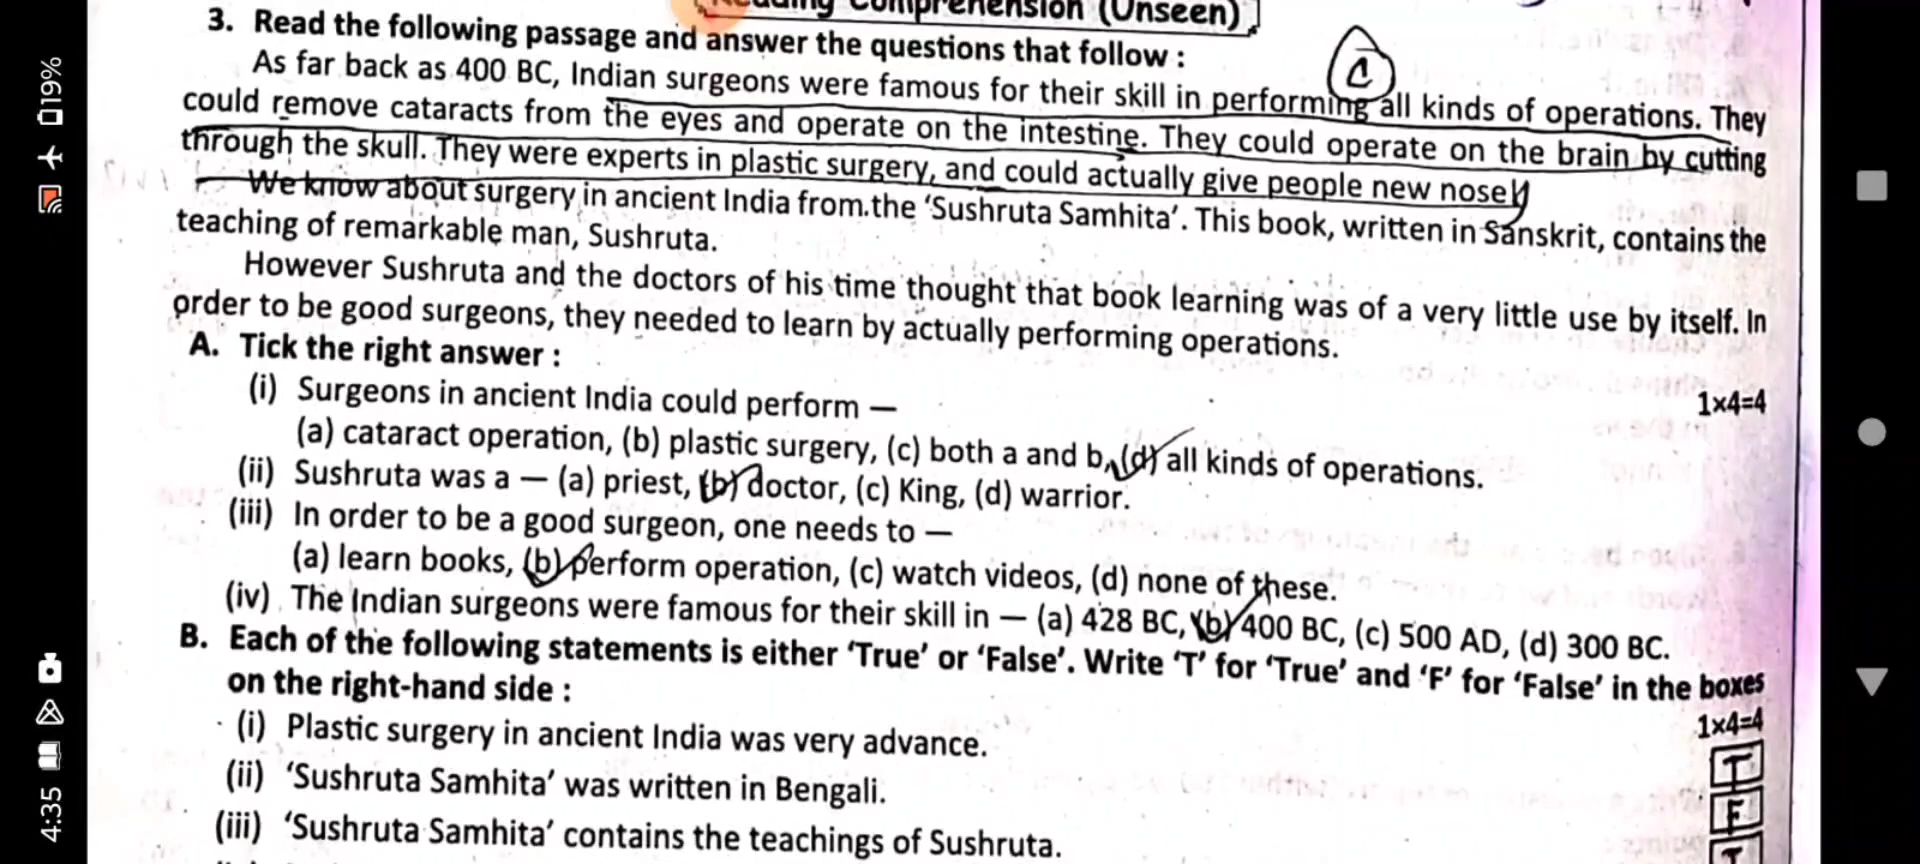 Comprehension (Unseen)
3. Read the following passage and answer the questions that follow :
C
As far back as 400 BC, Indian surgeons were famous for their skill in performing all kinds of operations. They
could remove cataracts from the eyes and operate on the intestine. They could operate on the brain by cutting
through the skull. They were experts in plastic surgery, and could actually give people new nose
We know about surgery in ancient India from the 'Sushruta Samhita'. This book, written in Sanskrit, contains the
teaching of remarkable man, Sushruta.
However Sushruta and the doctors of his time thought that book learning was of a very little use by itself. In
order to be good surgeons, they needed to learn by actually performing operations.
A. Tick the right answer :
1×4=4
(i) Surgeons in ancient India could perform —
(a) cataract operation, (b) plastic surgery, (c) both a and b, (d) all kinds of operations.
(ii) Sushruta was a — (a) priest, (b) doctor, (c) King, (d) warrior.
(iii) In order to be a good surgeon, one needs to —
(a) learn books, (b) perform operation, (c) watch videos, (d) none of these.
(iv) The Indian surgeons were famous for their skill in — (a) 428 BC, (b) 400 BC, (c) 500 AD, (d) 300 BC.
B. Each of the following statements is either 'True' or 'False'. Write 'T' for 'True' and 'F' for 'False' in the boxes
on the right-hand side :
1×4=4
(i) Plastic surgery in ancient India was very advance. T
(ii) 'Sushruta Samhita' was written in Bengali. F
(iii) 'Sushruta Samhita' contains the teachings of Sushruta. T
19%
4:35